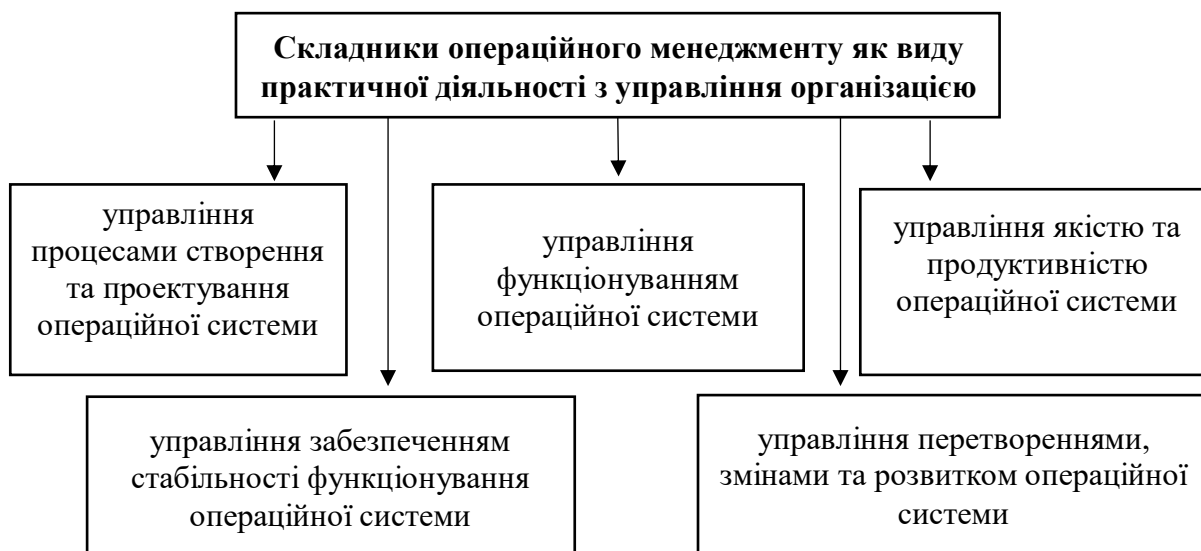 Складники операційного менеджменту як виду
практичної діяльності з управління організацією
управління
процесами створення
та проектування
операційної системи
управління
функціонуванням
операційної системи
управління якістю та
продуктивністю
операційної системи
управління забезпеченням
стабільності функціонування
операційної системи
управління перетвореннями,
змінами та розвитком операційної
системи